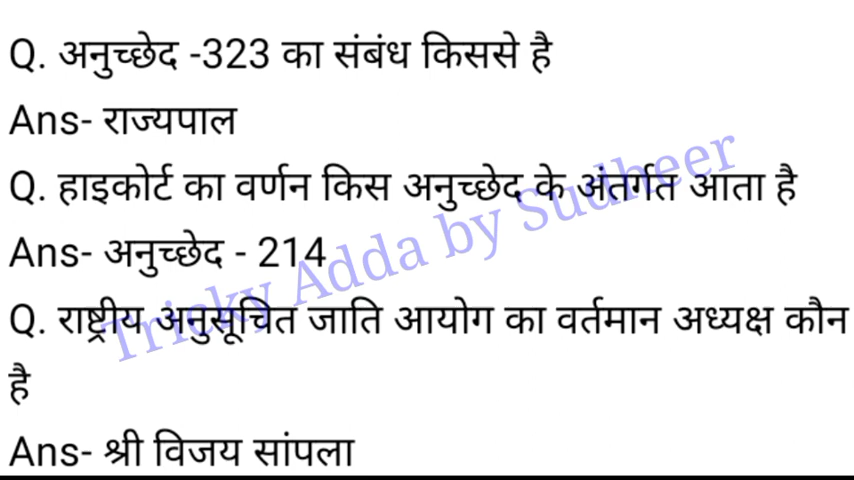 Q. अनुच्छेद -323 का संबंध किससे है
Ans- राज्यपाल
Q. हाइकोर्ट का वर्णन किस अनुच्छेद के अंतर्गत आता है
Ans- अनुच्छेद - 214
Q. राष्ट्रीय अनुसूचित जाति आयोग का वर्तमान अध्यक्ष कौन
है
Ans- श्री विजय सांपला
Tricky Adda by Sudheer